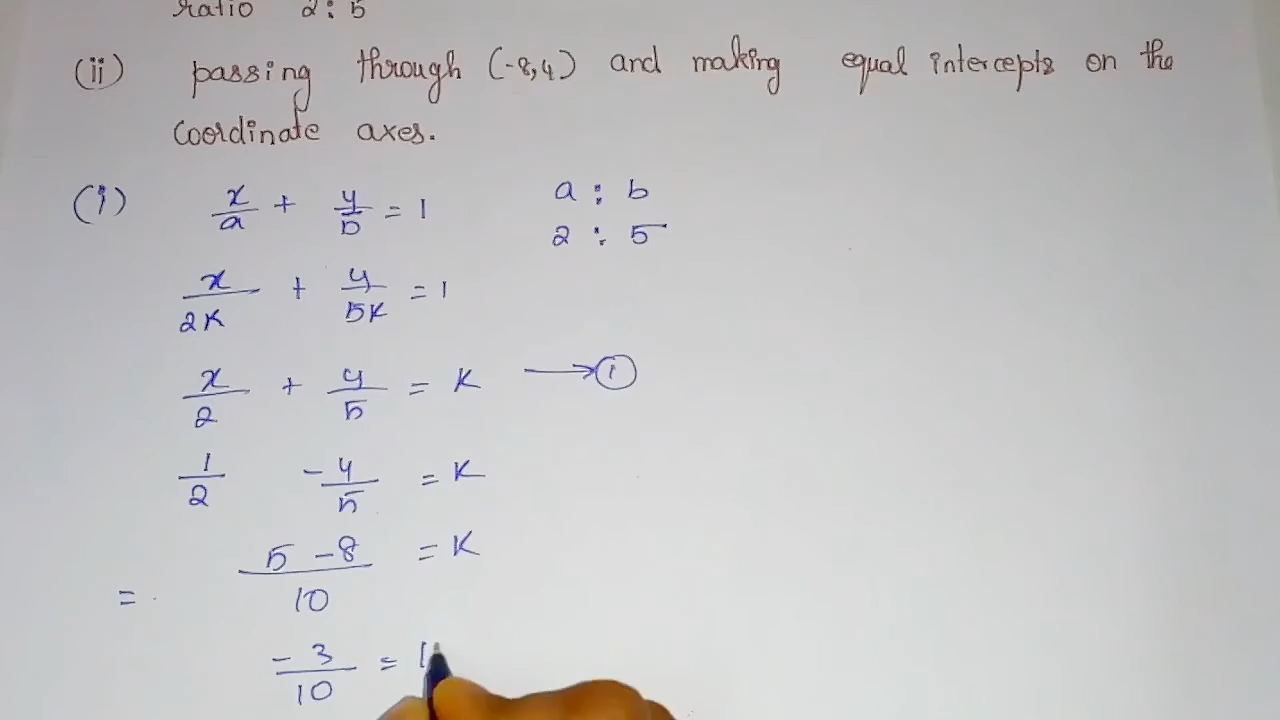 ratio 2:5
(ii) passing through (-8,4) and making equal intercepts on the
coordinate axes.
(i) x/a + y/b = 1 a : b
2 : 5
x/2K + y/5K = 1
x/2 + y/5 = K → ①
1/2 -4/5 = K
= 5 - 8/10 = K
-3/10 =